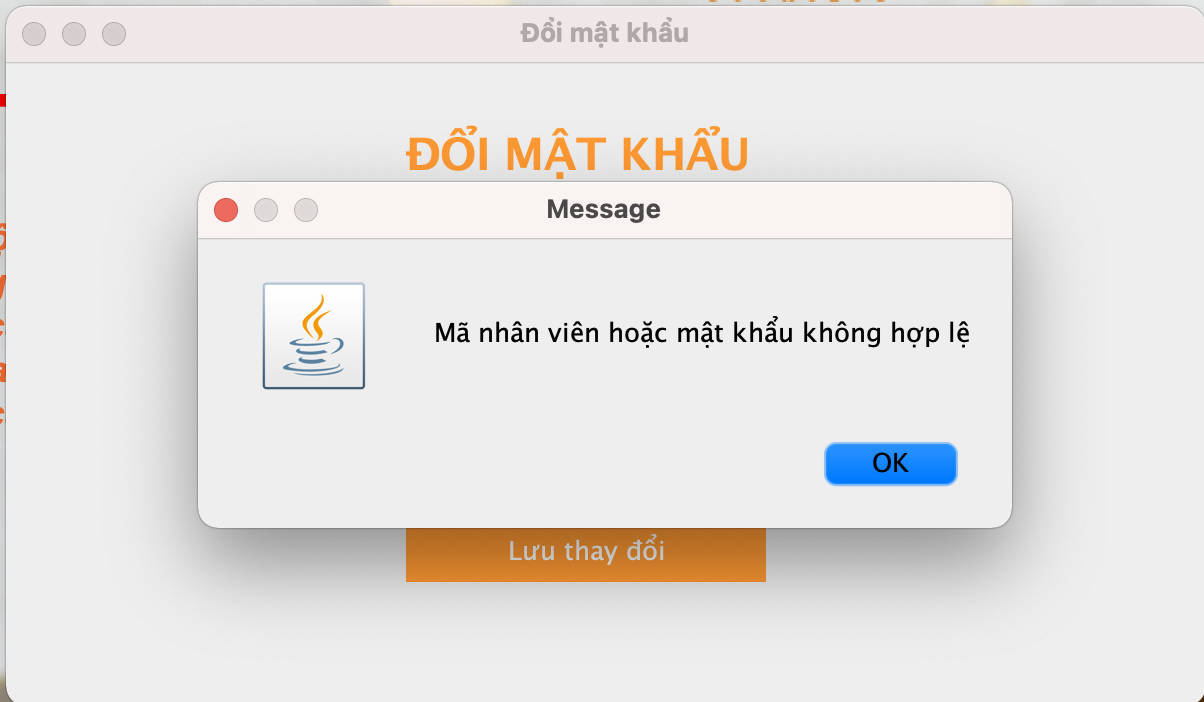 Đổi mật khẩu
ĐỔI MẬT KHẨU
Message
Mã nhân viên hoặc mật khẩu không hợp lệ
OK
Lưu thay đổi